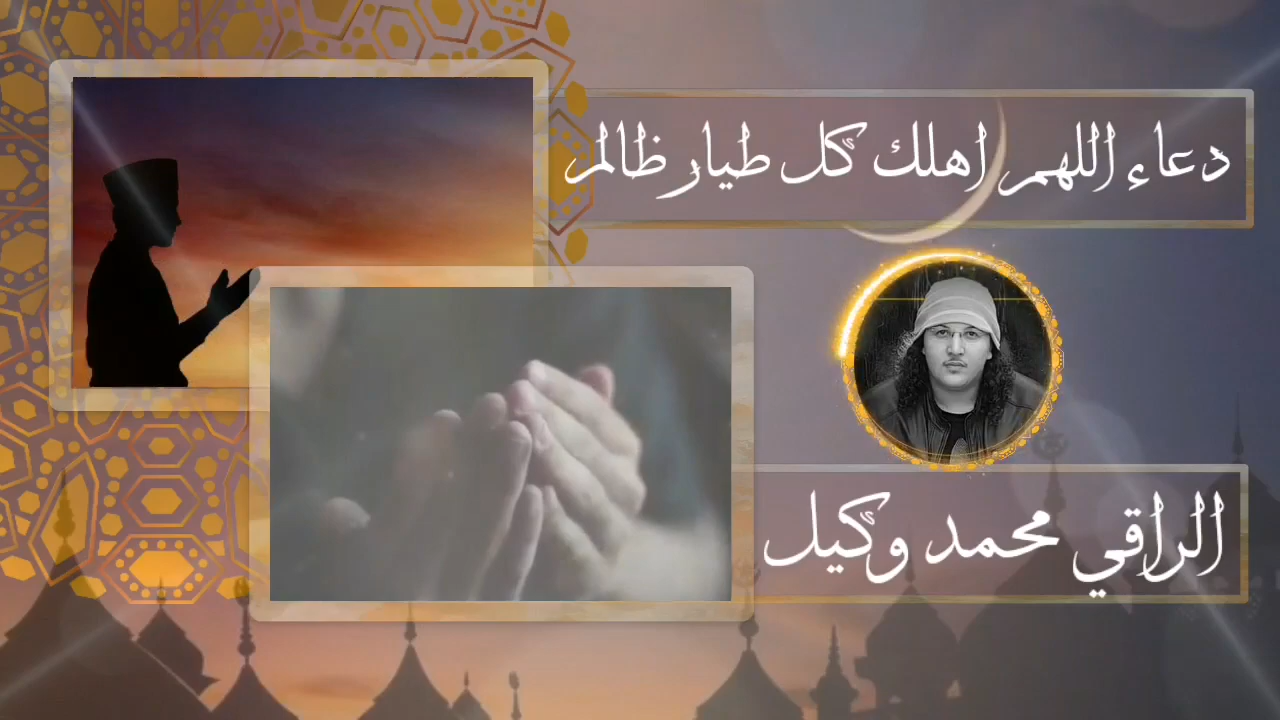 دعاء اللهم اهلك كل طيار ظالم
الراقي محمد وكيل